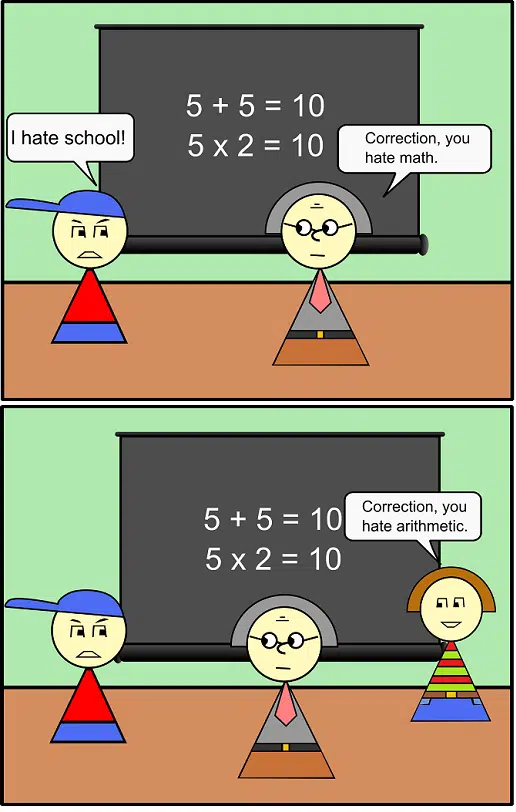 5 + 5 = 10
5 x 2 = 10
I hate school!
Correction, you
hate math.
5 + 5 = 10
5 x 2 = 10
Correction, you
hate arithmetic.